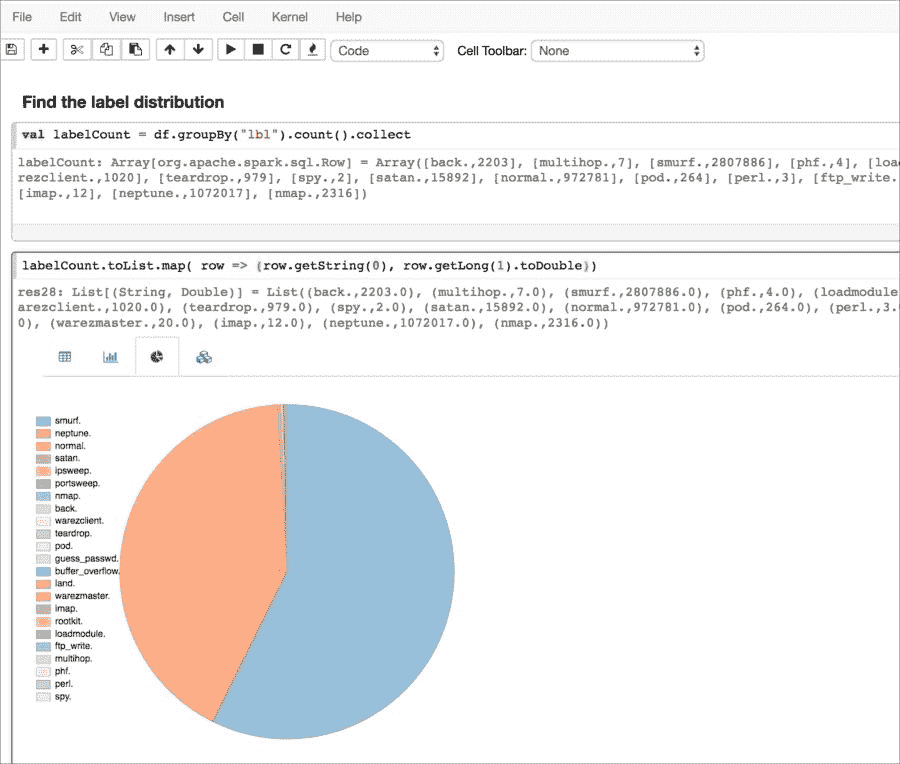 File Edit View Insert Cell Kernel Help
Code Cell Toolbar: None
Find the label distribution
val labelCount = df.groupBy("lbl").count().collect
labelCount: Array[org.apache.spark.sql.Row] = Array([back.,2203], [multihop.,7], [smurf.,2807886], [phf.,4], [loa
rezclient.,1020], [teardrop.,979], [spy.,2], [satan.,15892], [normal.,972781], [pod.,264], [perl.,3], [ftp_write.
[imap.,12], [neptune.,1072017], [nmap.,2316])
labelCount.toList.map( row => (row.getString(0), row.getLong(1).toDouble))
res28: List[(String, Double)] = List((back.,2203.0), (multihop.,7.0), (smurf.,2807886.0), (phf.,4.0), (loadmodule
arezclient.,1020.0), (teardrop.,979.0), (spy.,2.0), (satan.,15892.0), (normal.,972781.0), (pod.,264.0), (perl.,3.
0), (warezmaster.,20.0), (imap.,12.0), (neptune.,1072017.0), (nmap.,2316.0))
smurf.
neptune.
normal.
satan.
ipsweep.
portsweep.
nmap.
back.
warezclient.
teardrop.
pod.
guess_passwd.
buffer_overflow.
land.
warezmaster.
imap.
rootkit.
loadmodule.
ftp_write.
multihop.
phf.
perl.
spy.